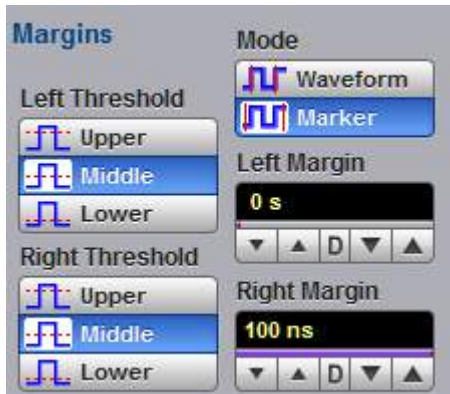 Margins
Left Threshold
Upper
Middle
Lower
Right Threshold
Upper
Middle
Lower
Mode
Waveform
Marker
Left Margin
0 s
D
Right Margin
100 ns
D